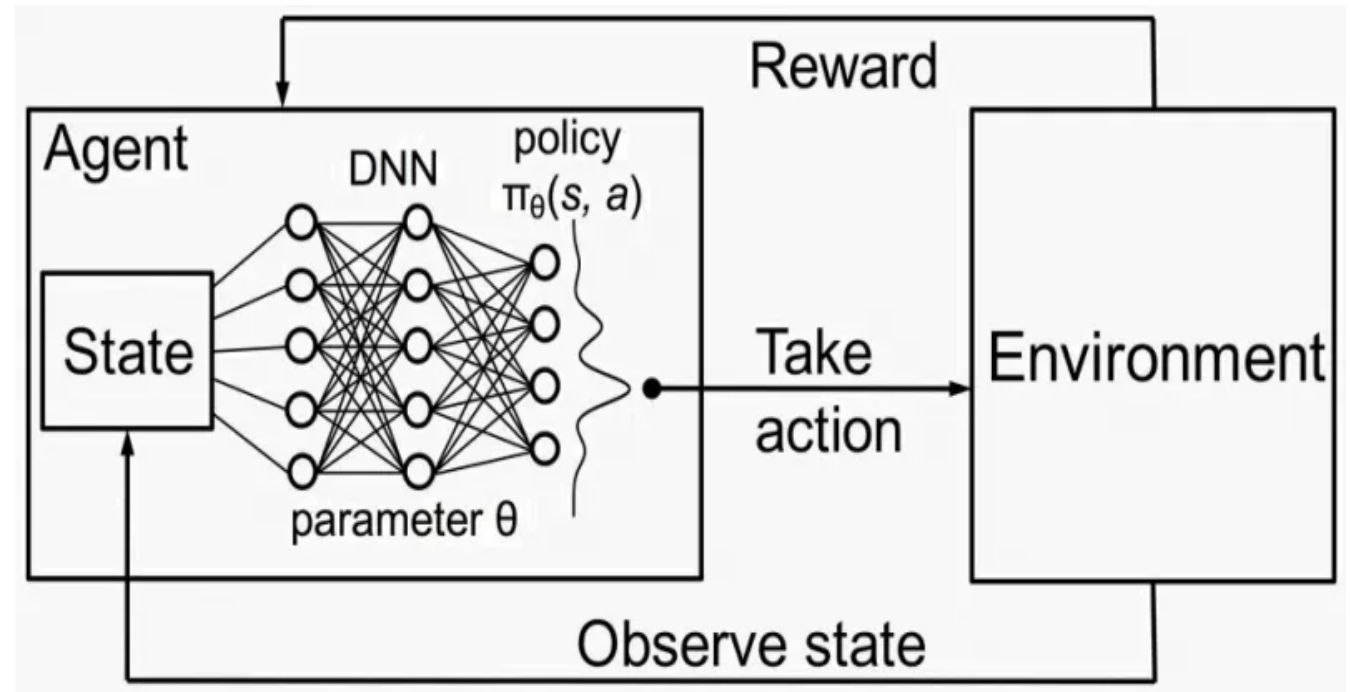 Reward
Agent
DNN
policy
πθ(s, a)
State
Take
action
Environment
parameter θ
Observe state